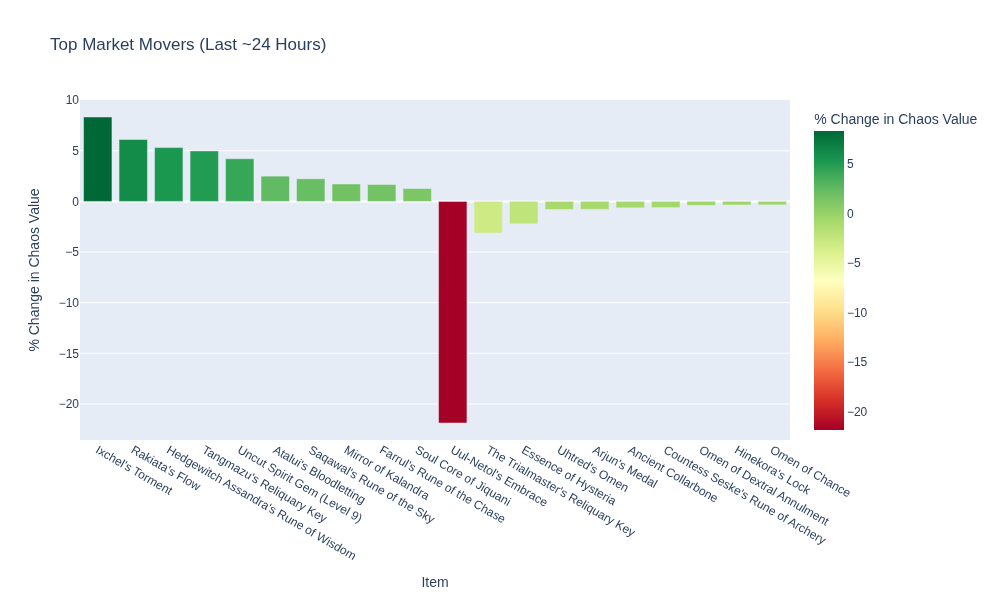 Top Market Movers (Last ~24 Hours)
% Change in Chaos Value
10
5
0
−5
−10
−15
−20
Ixchel's Torment
Rakiata's Flow
Hedgewitch Assandra's Rune of Wisdom
Tangmazu's Reliquary Key
Uncut Spirit Gem (Level 9)
Atalui's Bloodletting
Saqawal's Rune of the Sky
Mirror of Kalandra
Farrul's Rune of the Chase
Soul Core of Jiquani
Uul-Netol's Embrace
The Trialmaster's Reliquary Key
Essence of Hysteria
Uhtred's Omen
Arjun's Medal
Ancient Collarbone
Countess Seske's Rune of Archery
Omen of Dextral Annulment
Hinekora's Lock
Omen of Chance
Item
% Change in Chaos Value
5
0
−5
−10
−15
−20